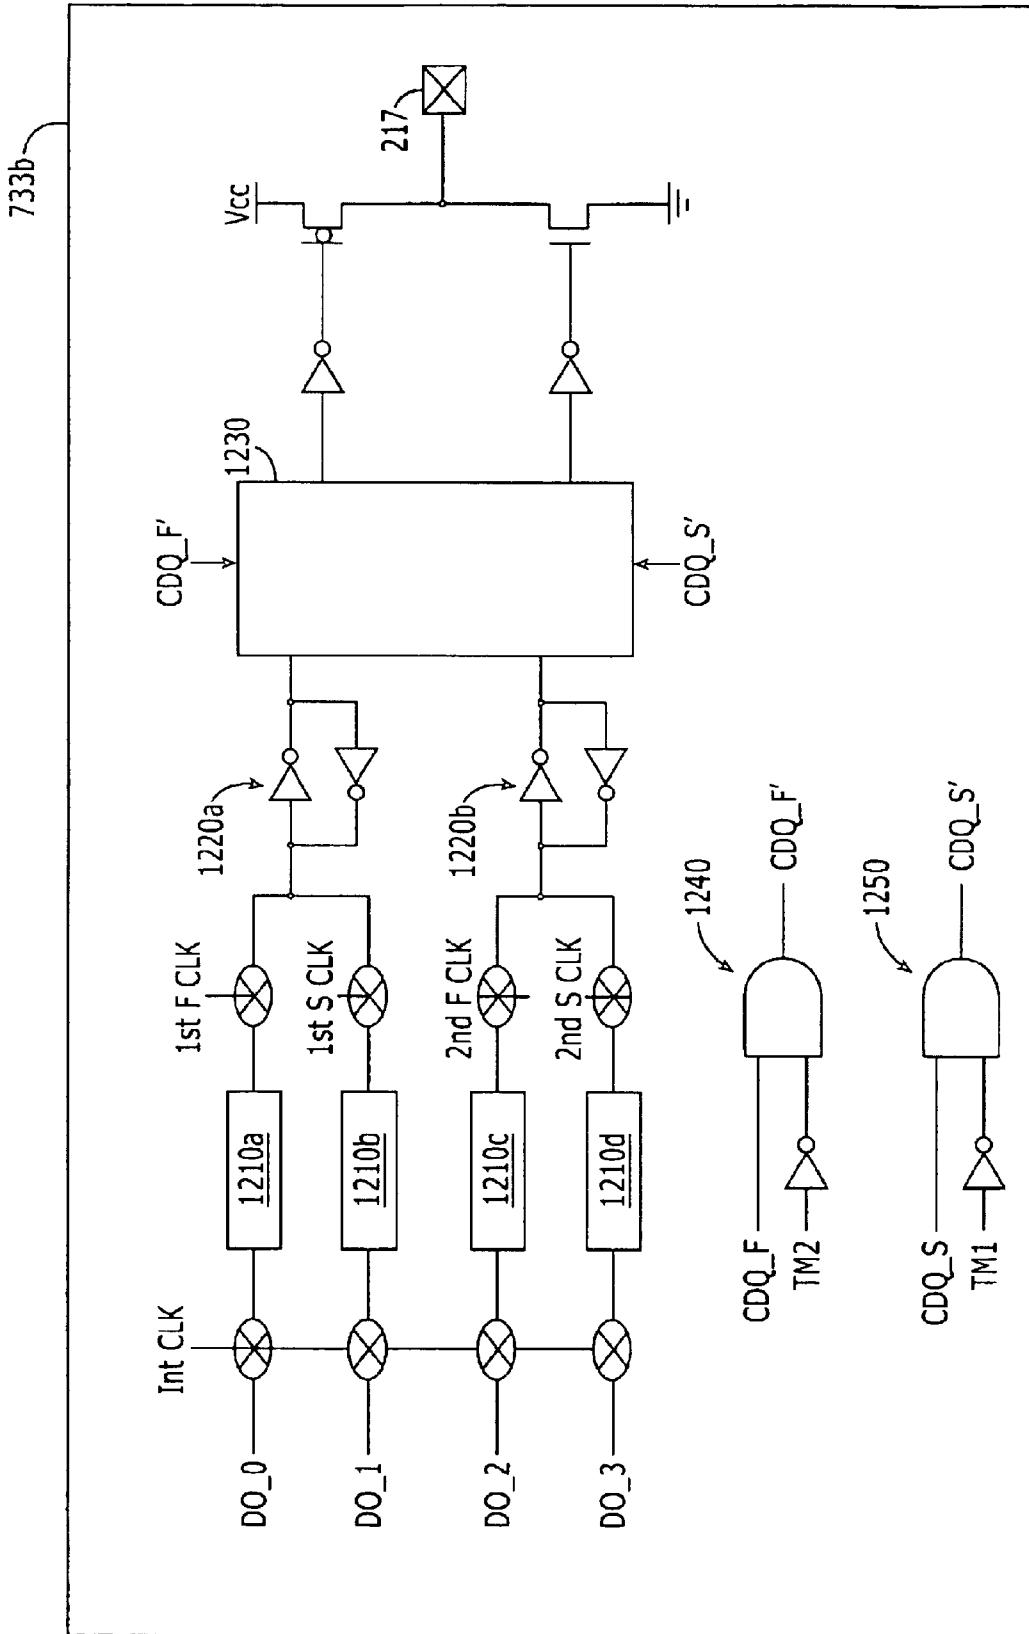 733b
Int CLK
DO_0
DO_1
DO_2
DO_3
1210a
1210b
1210c
1210d
1st F CLK
1st S CLK
2nd F CLK
2nd S CLK
1220a
1220b
CDQ_F'
1230
CDQ_S'
Vcc
217
CDQ_F
TM2
1240
CDQ_F'
CDQ_S
TM1
1250
CDQ_S'